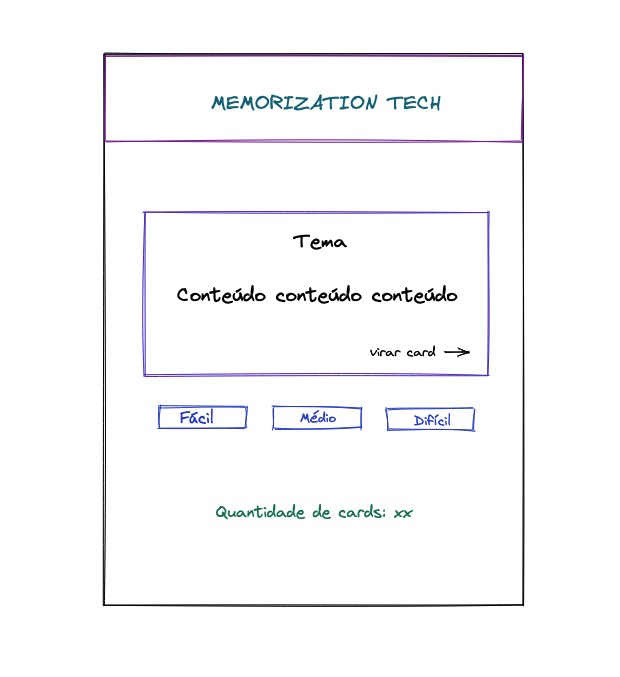 MEMORIZATION TECH
Tema
Conteúdo conteúdo conteúdo
virar card
Fácil Médio Difícil
Quantidade de cards: xx